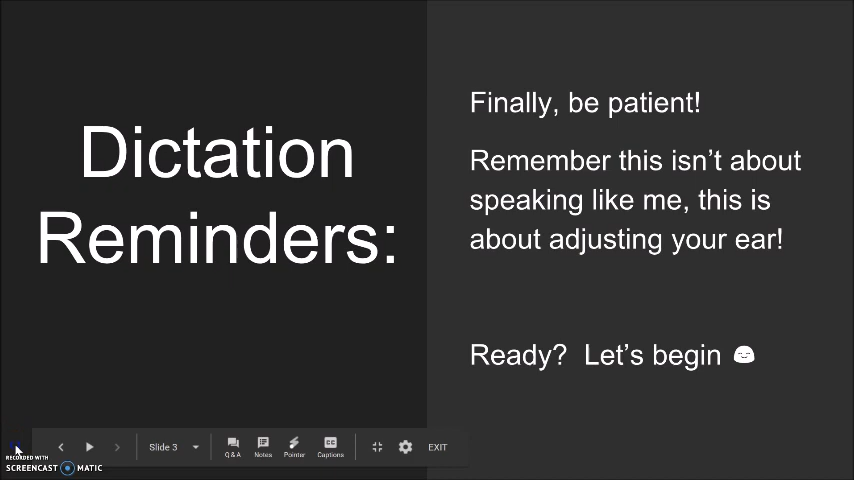 Dictation
Reminders:
Finally, be patient!
Remember this isn't about
speaking like me, this is
about adjusting your ear!
Ready?  Let's begin
Slide 3
Q & A
Notes
Pointer
Captions
EXIT
RECORDED WITH
SCREENCAST MATIC